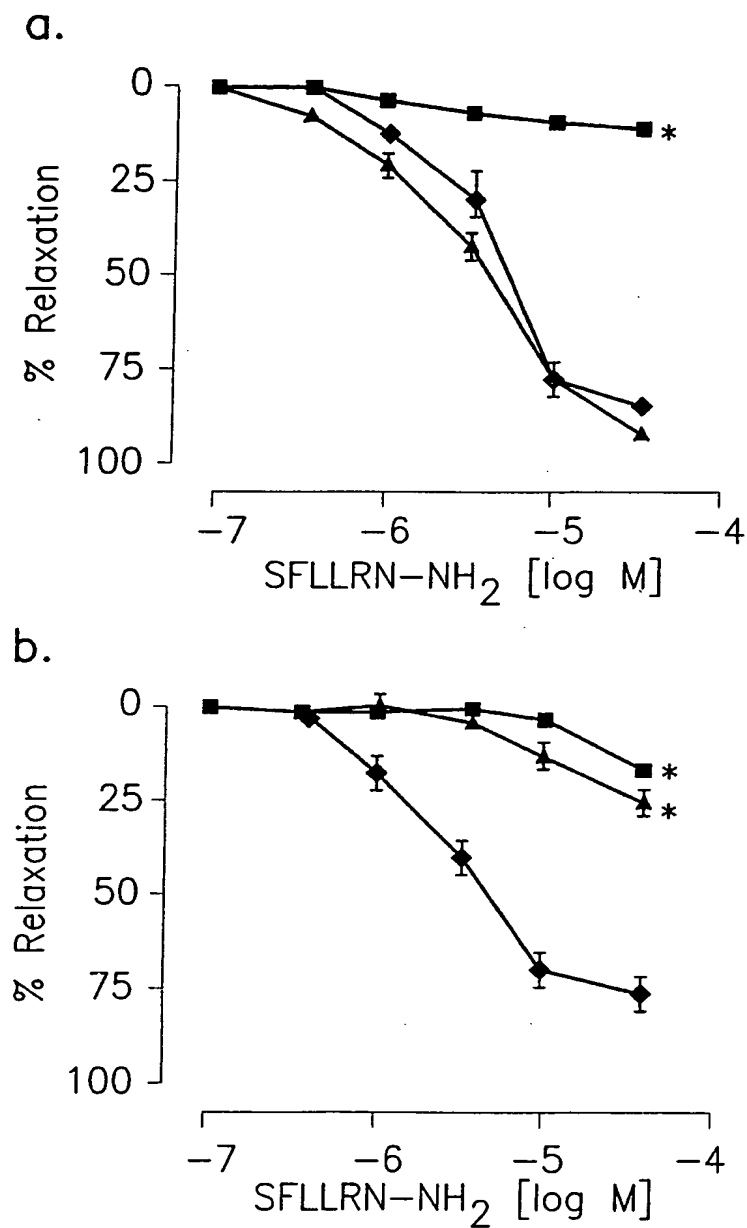 a.
0
25
50
75
100
% Relaxation
*
-7 -6 -5 -4
SFLLRN-NH2 [log M]
b.
0
25
50
75
100
% Relaxation
*
*
-7 -6 -5 -4
SFLLRN-NH2 [log M]